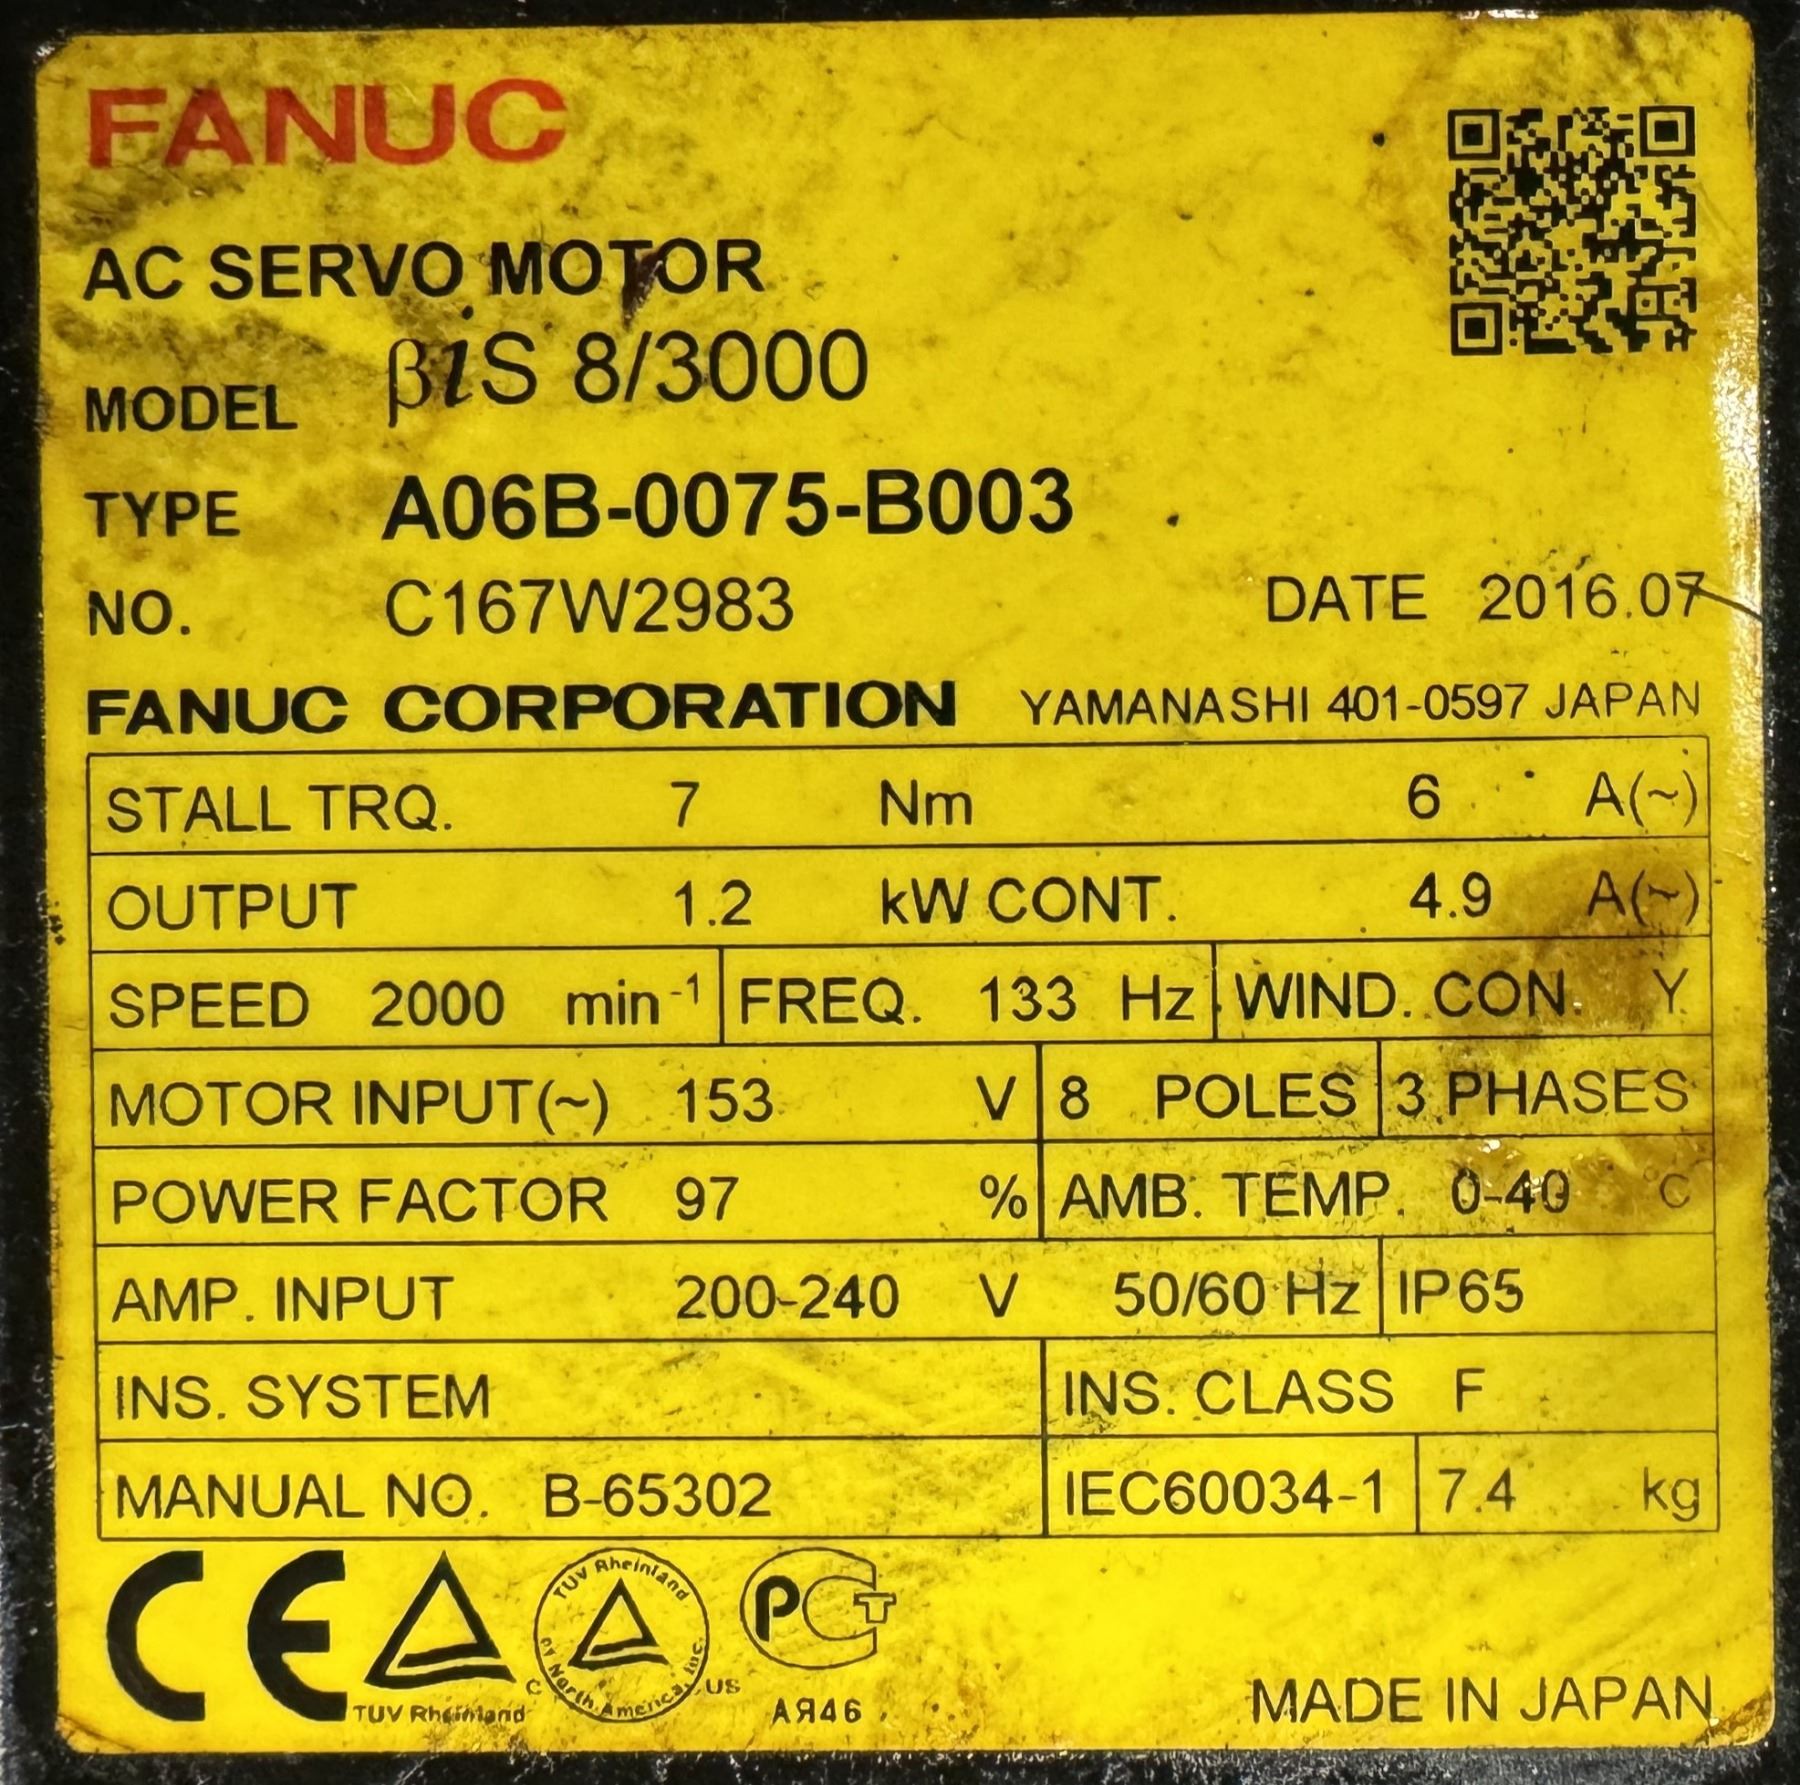 FANUC
AC SERVO MOTOR
MODEL βiS 8/3000
TYPE A06B-0075-B003
NO. C167W2983 DATE 2016.07
FANUC CORPORATION YAMANASHI 401-0597 JAPAN
STALL TRQ. 7 Nm 6 A(~)
OUTPUT 1.2 kW CONT. 4.9 A(~)
SPEED 2000 min-1 FREQ. 133 Hz WIND. CON. Y
MOTOR INPUT(~) 153 V 8 POLES 3 PHASES
POWER FACTOR 97 % AMB. TEMP. 0-40 °C
AMP. INPUT 200-240 V 50/60 Hz IP65
INS. SYSTEM INS. CLASS F
MANUAL NO. B-65302 IEC60034-1 7.4 kg
CE
TUV Rheinland
TUV Rheinland
of North America, Inc.
C US
РСТ
АЯ46
MADE IN JAPAN